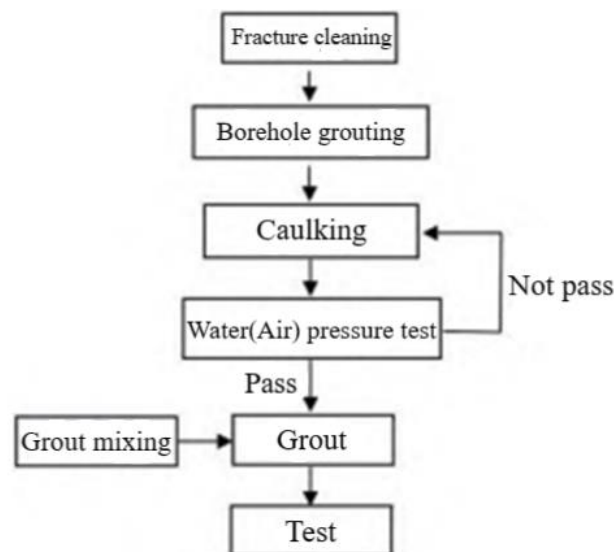 Fracture cleaning
Borehole grouting
Caulking
Not pass
Water(Air) pressure test
Pass
Grout mixing
Grout
Test